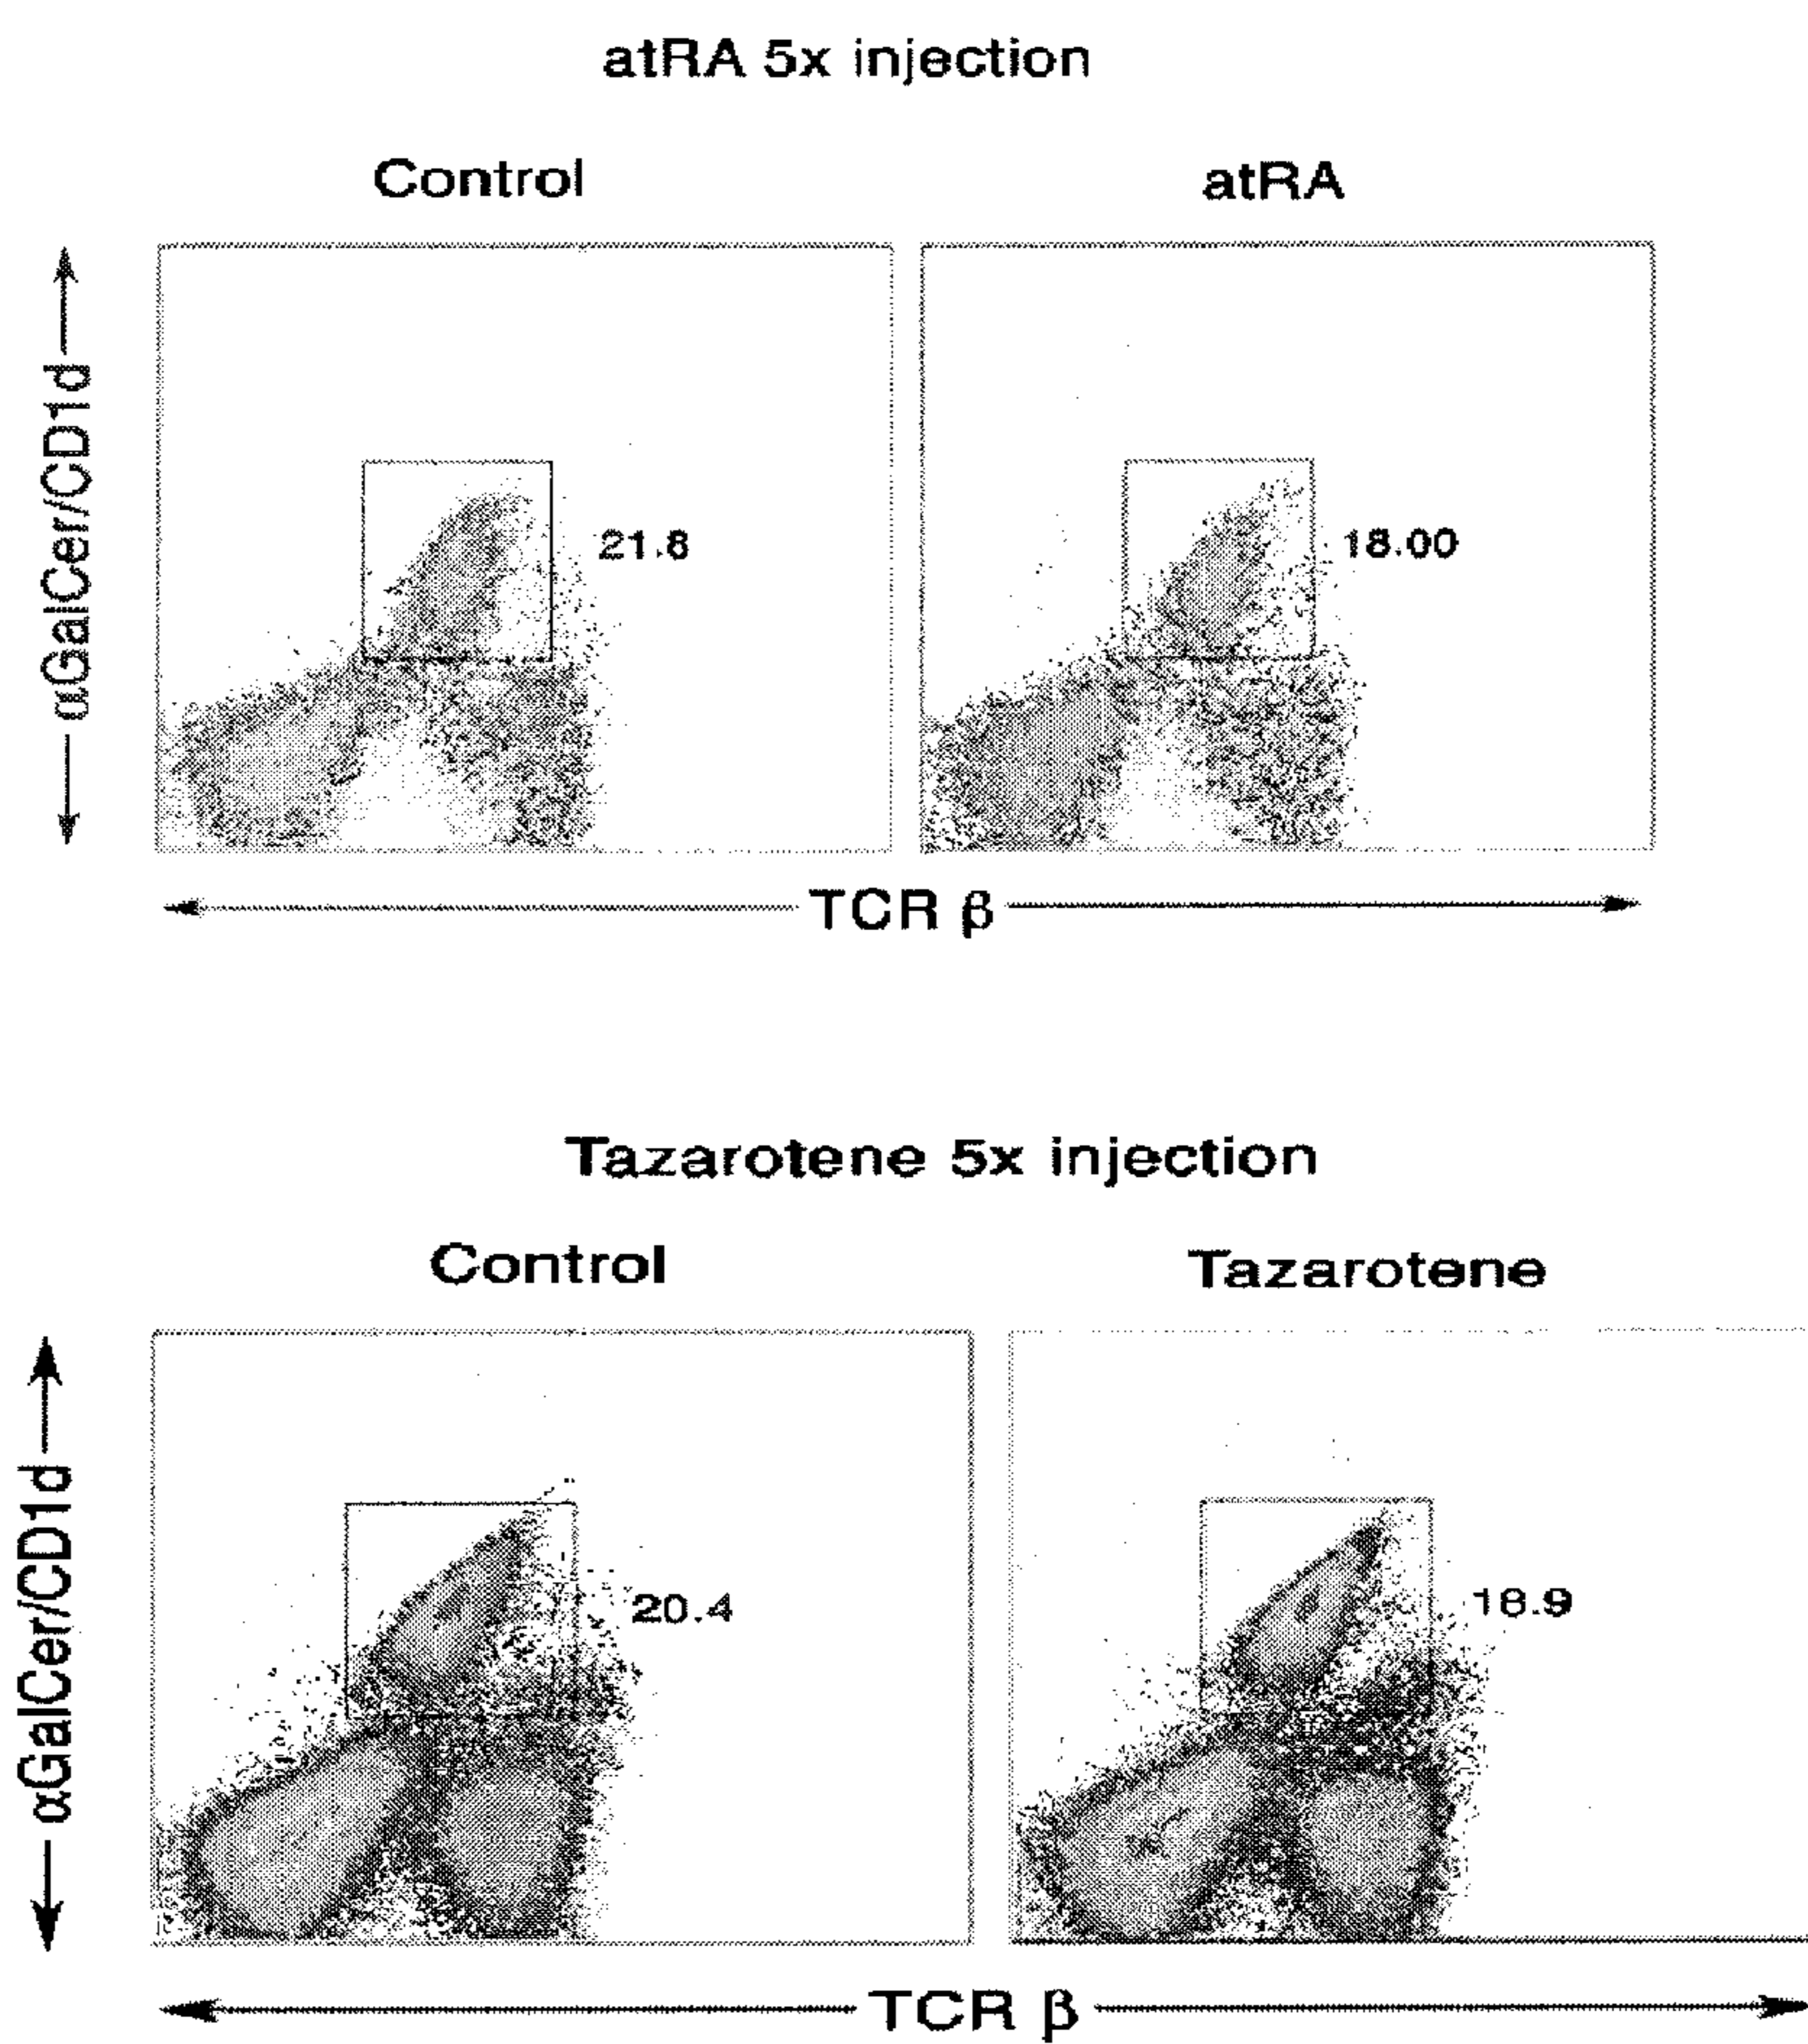 atRA 5x injection
Control
atRA
αGalCer/CD1d
21.8
18.00
TCR β
Tazarotene 5x injection
Control
Tazarotene
αGalCer/CD1d
20.4
18.9
TCR β